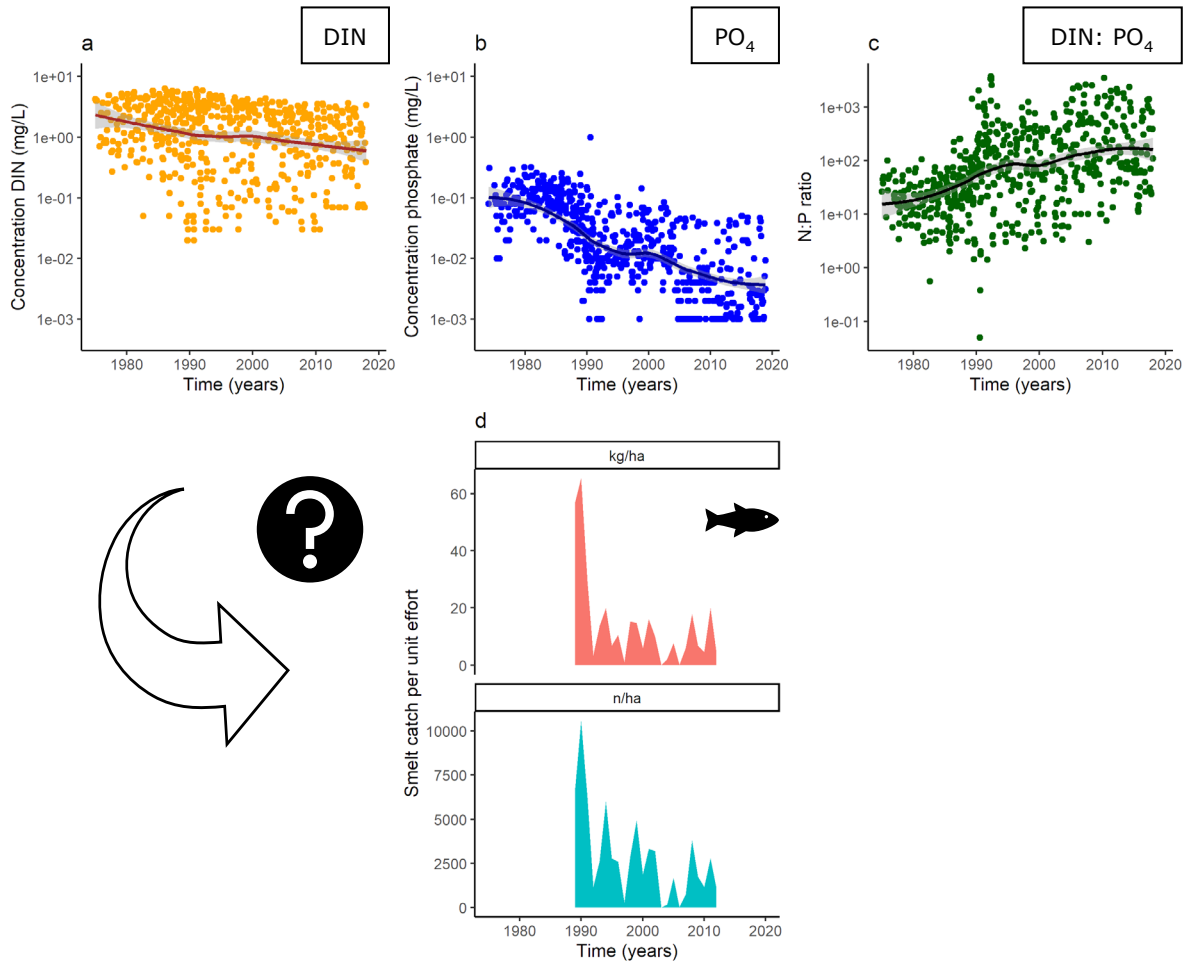 a
DIN
Concentration DIN (mg/L)
1e+01
1e+00
1e-01
1e-02
1e-03
1980
1990
2000
2010
2020
Time (years)
b
PO4
Concentration phosphate (mg/L)
1e+01
1e+00
1e-01
1e-02
1e-03
1980
1990
2000
2010
2020
Time (years)
c
DIN: PO4
N:P ratio
1e+03
1e+02
1e+01
1e+00
1e-01
1980
1990
2000
2010
2020
Time (years)
?
d
Smelt catch per unit effort
kg/ha
60
40
20
0
n/ha
10000
7500
5000
2500
0
1980
1990
2000
2010
2020
Time (years)